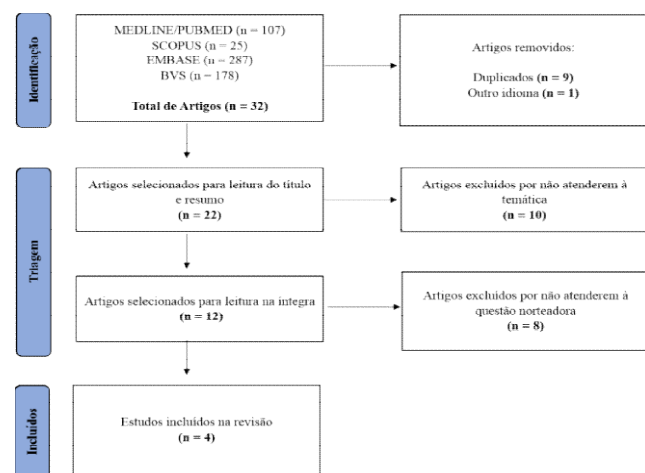 Identificação
MEDLINE/PUBMED (n = 107)
SCOPUS (n = 25)
EMBASE (n = 287)
BVS (n = 178)
Total de Artigos (n = 32)
Artigos removidos:
Duplicados (n = 9)
Outro idioma (n = 1)
Triagem
Artigos selecionados para leitura do título
e resumo
(n = 22)
Artigos excluídos por não atenderem à
temática
(n = 10)
Artigos selecionados para leitura na íntegra
(n = 12)
Artigos excluídos por não atenderem à
questão norteadora
(n = 8)
Incluídos
Estudos incluídos na revisão
(n = 4)